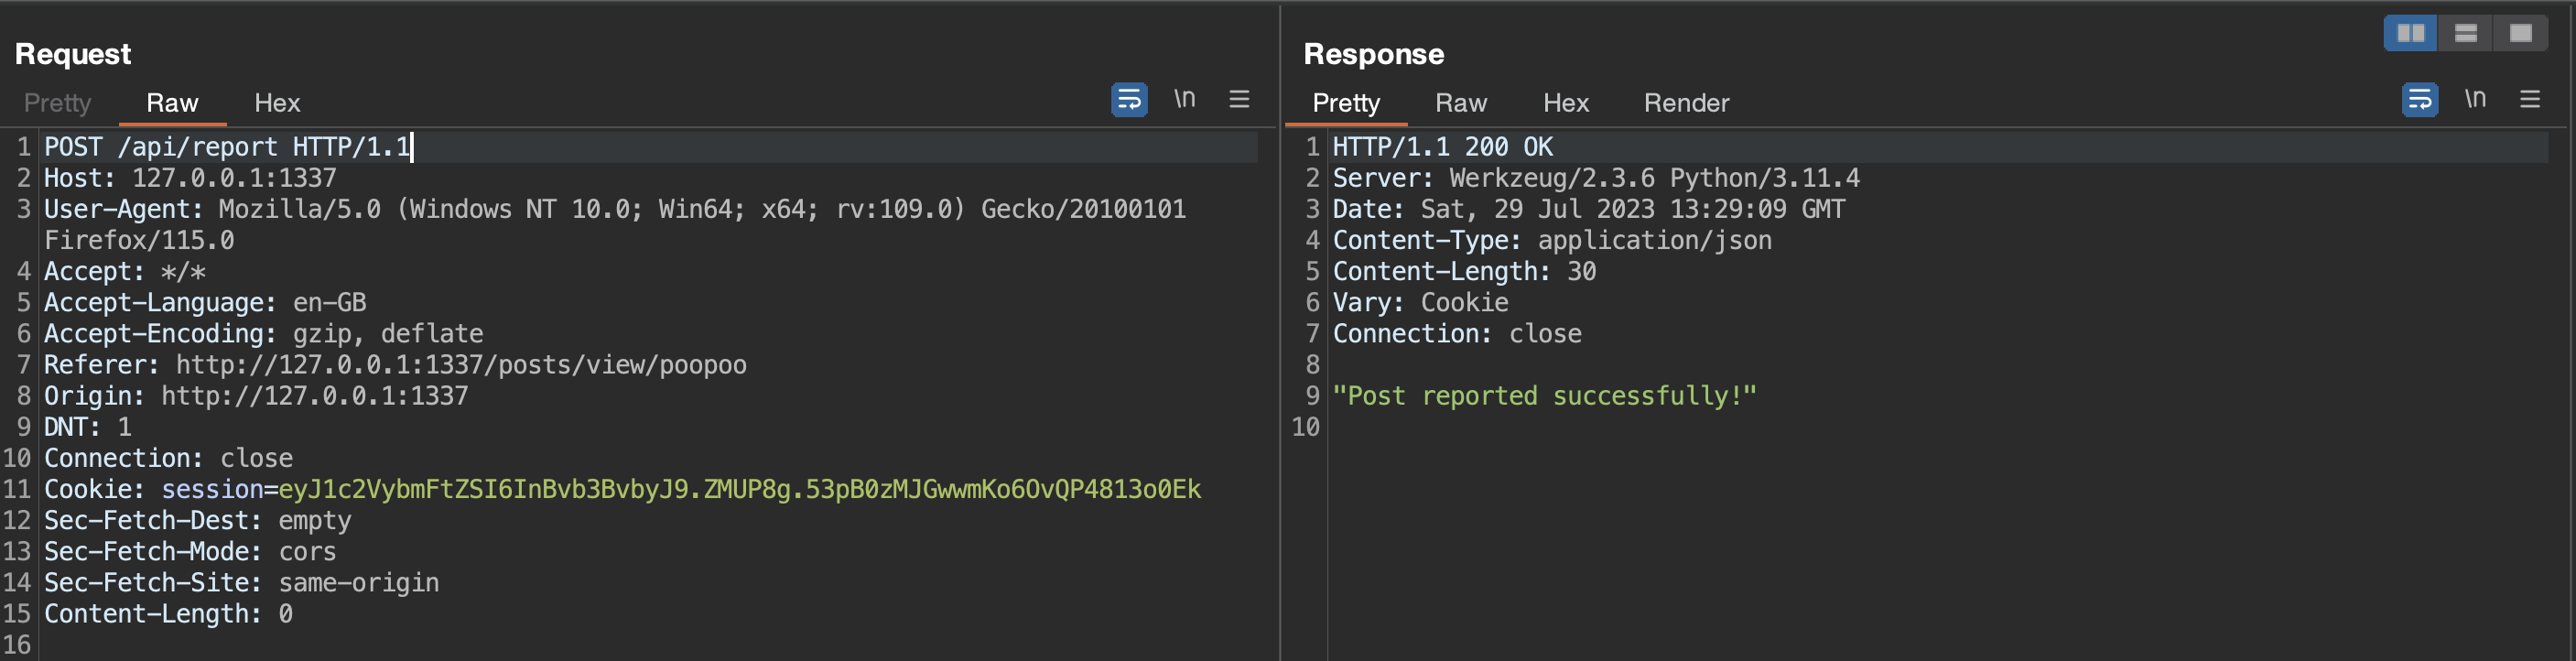 Request
Pretty Raw Hex \n
1 POST /api/report HTTP/1.1
2 Host: 127.0.0.1:1337
3 User-Agent: Mozilla/5.0 (Windows NT 10.0; Win64; x64; rv:109.0) Gecko/20100101
Firefox/115.0
4 Accept: */*
5 Accept-Language: en-GB
6 Accept-Encoding: gzip, deflate
7 Referer: http://127.0.0.1:1337/posts/view/poopoo
8 Origin: http://127.0.0.1:1337
9 DNT: 1
10 Connection: close
11 Cookie: session=eyJ1c2VybmFtZSI6InBvb3BvbyJ9.ZMUP8g.53pB0zMJGwwmKo6OvQP4813o0Ek
12 Sec-Fetch-Dest: empty
13 Sec-Fetch-Mode: cors
14 Sec-Fetch-Site: same-origin
15 Content-Length: 0
16
Response
Pretty Raw Hex Render \n
1 HTTP/1.1 200 OK
2 Server: Werkzeug/2.3.6 Python/3.11.4
3 Date: Sat, 29 Jul 2023 13:29:09 GMT
4 Content-Type: application/json
5 Content-Length: 30
6 Vary: Cookie
7 Connection: close
8
9 "Post reported successfully!"
10